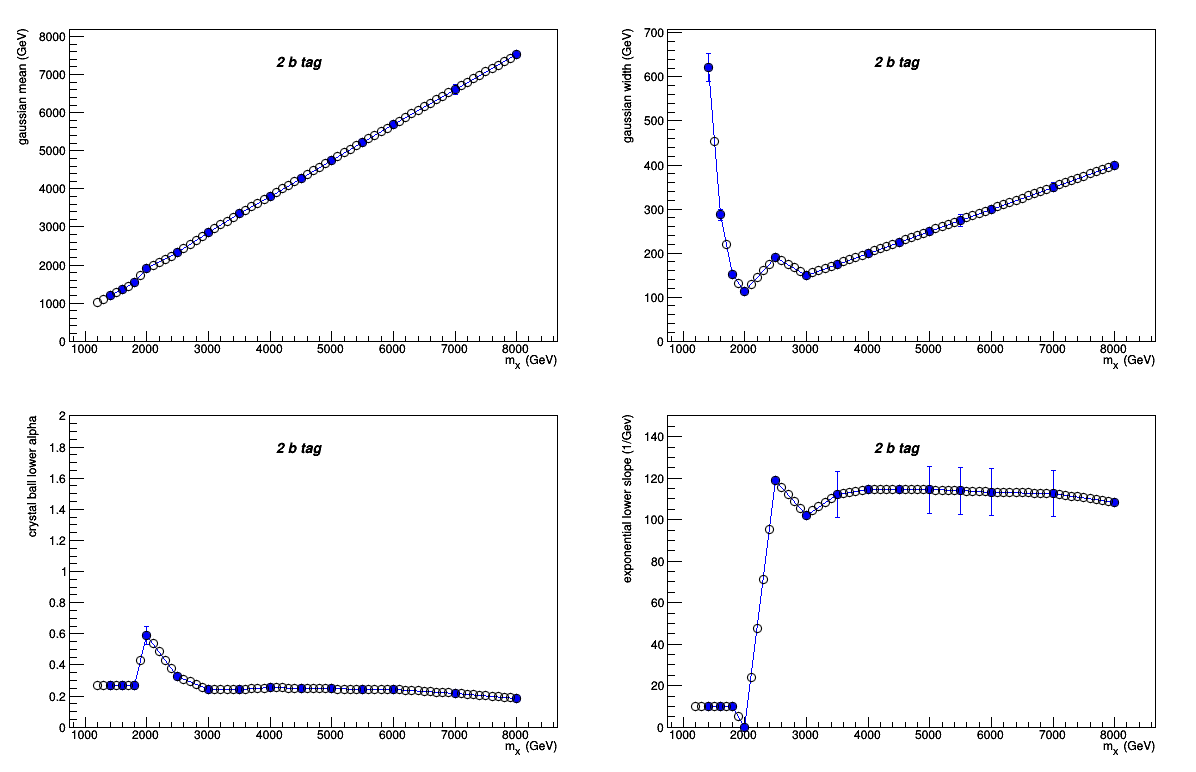 gaussian mean (GeV)
2 b tag
8000
7000
6000
5000
4000
3000
2000
1000
0
1000 2000 3000 4000 5000 6000 7000 8000
mx (GeV)
gaussian width (GeV)
2 b tag
700
600
500
400
300
200
100
0
1000 2000 3000 4000 5000 6000 7000 8000
mx (GeV)
crystal ball lower alpha
2 b tag
2
1.8
1.6
1.4
1.2
1
0.8
0.6
0.4
0.2
0
1000 2000 3000 4000 5000 6000 7000 8000
mx (GeV)
exponential lower slope (1/Gev)
2 b tag
140
120
100
80
60
40
20
0
1000 2000 3000 4000 5000 6000 7000 8000
mx (GeV)